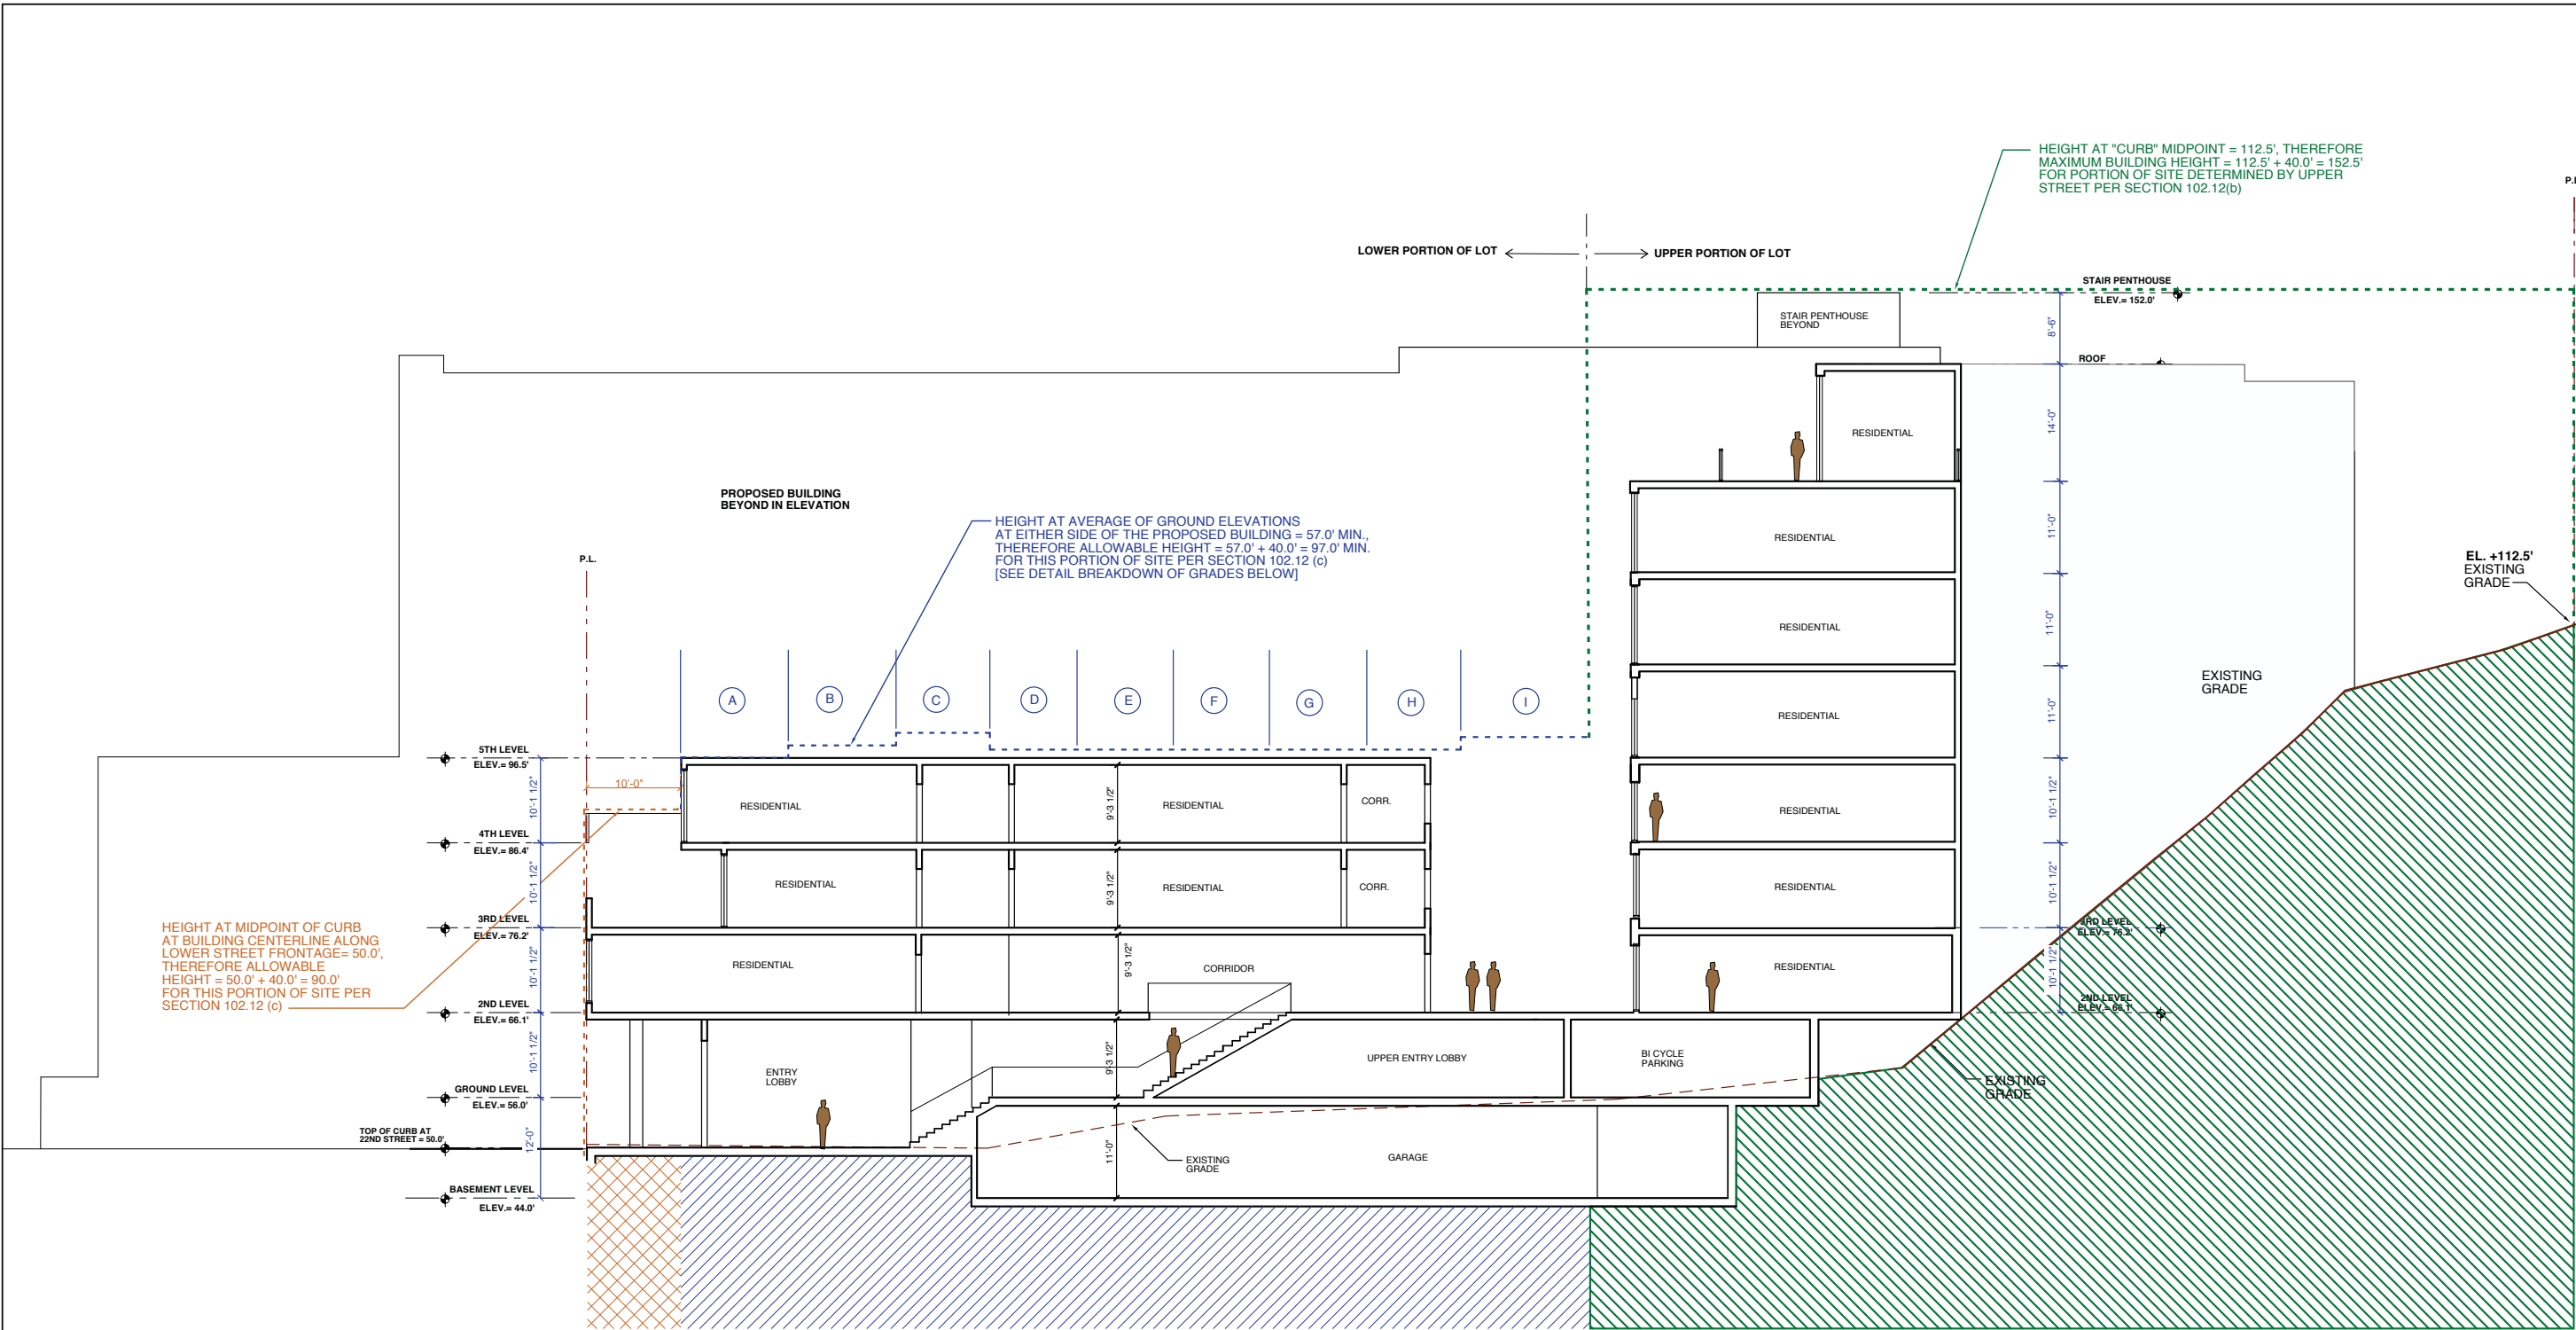 HEIGHT AT "CURB" MIDPOINT = 112.5', THEREFORE
MAXIMUM BUILDING HEIGHT = 112.5' + 40.0' = 152.5'
FOR PORTION OF SITE DETERMINED BY UPPER
STREET PER SECTION 102.12(b)
LOWER PORTION OF LOT
UPPER PORTION OF LOT
STAIR PENTHOUSE
ELEV.= 152.0'
STAIR PENTHOUSE
BEYOND
8'-6"
ROOF
14'-0"
RESIDENTIAL
PROPOSED BUILDING
BEYOND IN ELEVATION
HEIGHT AT AVERAGE OF GROUND ELEVATIONS
AT EITHER SIDE OF THE PROPOSED BUILDING = 57.0' MIN.,
THEREFORE ALLOWABLE HEIGHT = 57.0' + 40.0' = 97.0' MIN.
FOR THIS PORTION OF SITE PER SECTION 102.12 (c)
[SEE DETAIL BREAKDOWN OF GRADES BELOW]
P.L.
RESIDENTIAL
11'-0"
EL. +112.5'
EXISTING
GRADE
RESIDENTIAL
11'-0"
EXISTING
GRADE
A
B
C
D
E
F
G
H
I
RESIDENTIAL
11'-0"
5TH LEVEL
ELEV.= 96.5'
10'-1 1/2"
10'-0"
RESIDENTIAL
9'-3 1/2"
RESIDENTIAL
CORR.
RESIDENTIAL
10'-1 1/2"
4TH LEVEL
ELEV.= 86.4'
10'-1 1/2"
RESIDENTIAL
9'-3 1/2"
RESIDENTIAL
CORR.
RESIDENTIAL
10'-1 1/2"
HEIGHT AT MIDPOINT OF CURB
AT BUILDING CENTERLINE ALONG
LOWER STREET FRONTAGE= 50.0',
THEREFORE ALLOWABLE
HEIGHT = 50.0' + 40.0' = 90.0'
FOR THIS PORTION OF SITE PER
SECTION 102.12 (c)
3RD LEVEL
ELEV.= 76.2'
10'-1 1/2"
RESIDENTIAL
9'-3 1/2"
CORRIDOR
RESIDENTIAL
10'-1 1/2"
3RD LEVEL
ELEV.= 76.2'
2ND LEVEL
ELEV.= 66.1'
2ND LEVEL
ELEV.= 66.1'
10'-1 1/2"
ENTRY
LOBBY
9'-3 1/2"
UPPER ENTRY LOBBY
BI CYCLE
PARKING
EXISTING
GRADE
GROUND LEVEL
ELEV.= 56.0'
TOP OF CURB AT
22ND STREET = 50.0'
12'-0"
11'-0"
EXISTING
GRADE
GARAGE
BASEMENT LEVEL
ELEV.= 44.0'